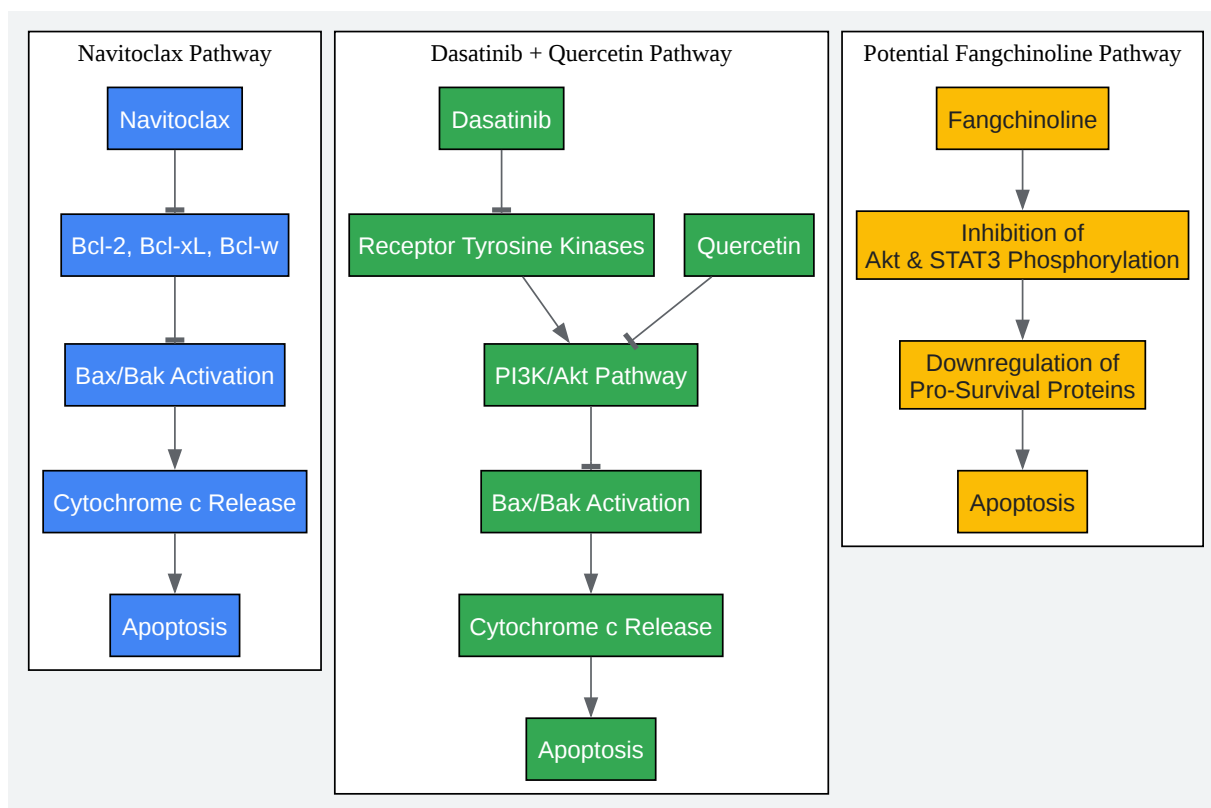 Navitoclax Pathway
Navitoclax
Bcl-2, Bcl-xL, Bcl-w
Bax/Bak Activation
Cytochrome c Release
Apoptosis
Dasatinib + Quercetin Pathway
Dasatinib
Receptor Tyrosine Kinases
Quercetin
PI3K/Akt Pathway
Bax/Bak Activation
Cytochrome c Release
Apoptosis
Potential Fangchinoline Pathway
Fangchinoline
Inhibition of
Akt & STAT3 Phosphorylation
Downregulation of
Pro-Survival Proteins
Apoptosis